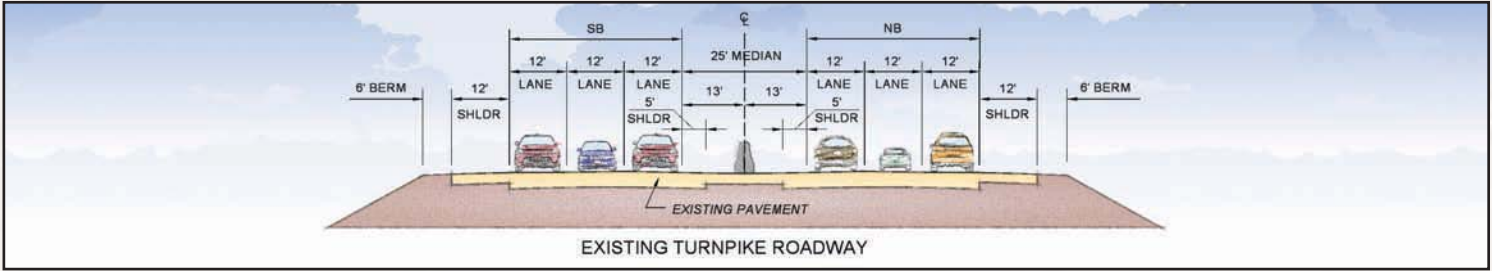 ℄
SB
NB
12'
12'
12'
25' MEDIAN
12'
12'
12'
6' BERM
12'
LANE
LANE
LANE
13'
13'
LANE
LANE
LANE
12'
6' BERM
SHLDR
5'
SHLDR
5'
SHLDR
SHLDR
EXISTING PAVEMENT
EXISTING TURNPIKE ROADWAY